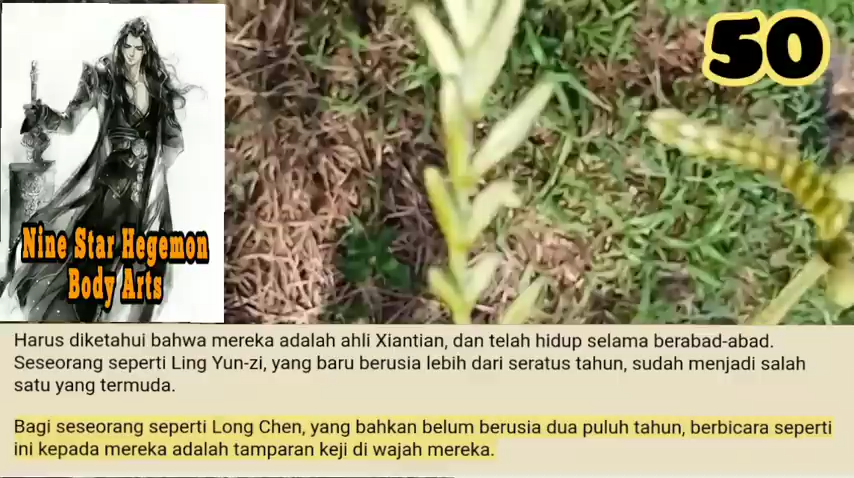 50
Nine Star Hegemon
Body Arts
Harus diketahui bahwa mereka adalah ahli Xiantian, dan telah hidup selama berabad-abad.
Seseorang seperti Ling Yun-zi, yang baru berusia lebih dari seratus tahun, sudah menjadi salah
satu yang termuda.
Bagi seseorang seperti Long Chen, yang bahkan belum berusia dua puluh tahun, berbicara seperti
ini kepada mereka adalah tamparan keji di wajah mereka.